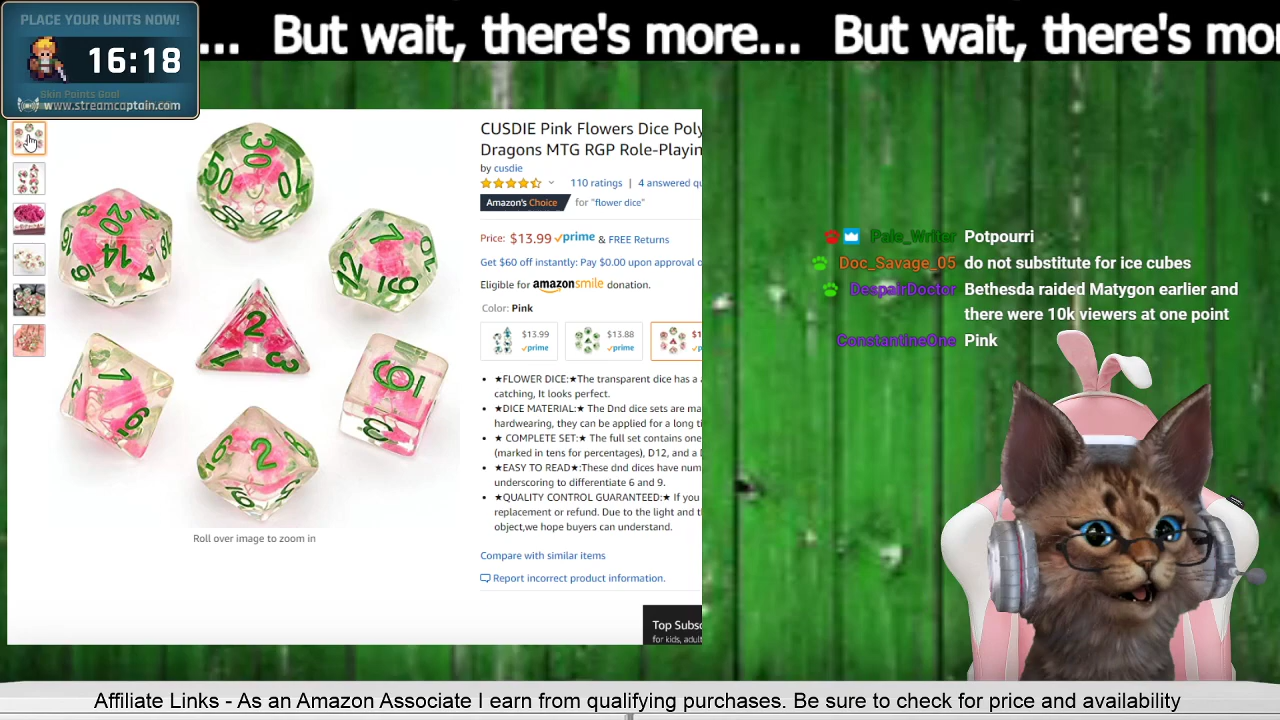 PLACE YOUR UNITS NOW!
16:18
Skin Points Goal
www.streamcaptain.com
... But wait, there's more... But wait, there's mo
CUSDIE Pink Flowers Dice Poly
Dragons MTG RGP Role-Playin
by cusdie
110 ratings | 4 answered qu
Amazon's Choice for "flower dice"
Price: $13.99 prime & FREE Returns
Get $60 off instantly: Pay $0.00 upon approval
Eligible for amazonsmile donation.
Color: Pink
$13.99 prime
$13.88 prime
★FLOWER DICE:★The transparent dice has a
catching, It looks perfect.
★DICE MATERIAL:★ The Dnd dice sets are ma
hardwearing, they can be applied for a long
★ COMPLETE SET:★ The full set contains one
(marked in tens for percentages), D12, and a
★EASY TO READ★:These dnd dices have num
underscoring to differentiate 6 and 9.
★QUALITY CONTROL GUARANTEED:★ If you
replacement or refund. Due to the light and
object,we hope buyers can understand.
Compare with similar items
Report incorrect product information.
Roll over image to zoom in
Top Subsc
for kids, adult
Pale_Writer Potpourri
Doc_Savage_05 do not substitute for ice cubes
DespairDoctor Bethesda raided Matygon earlier and
there were 10k viewers at one point
ConstantineOne Pink
Affiliate Links - As an Amazon Associate I earn from qualifying purchases. Be sure to check for price and availability